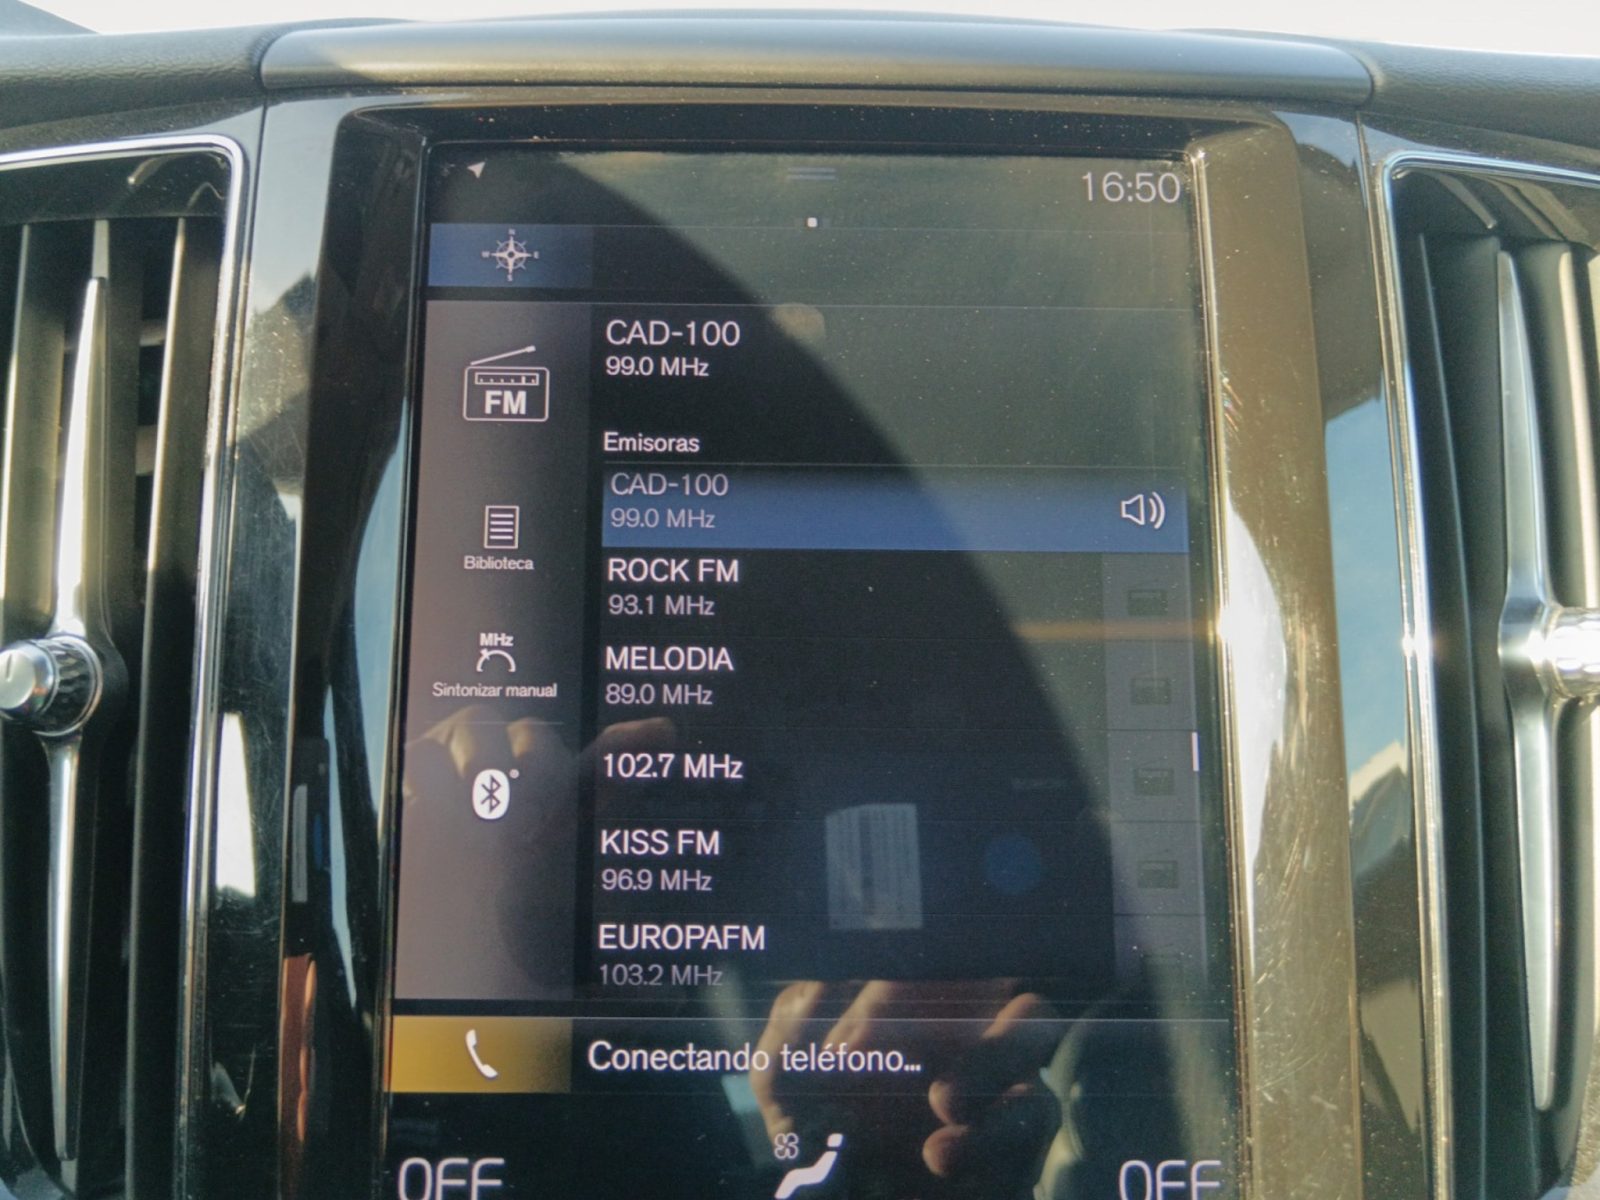 16:50
N
W E
S
CAD-100
99.0 MHz
FM
Emisoras
CAD-100
99.0 MHz
Biblioteca
ROCK FM
93.1 MHz
MHz
Sintonizar manual
MELODIA
89.0 MHz
102.7 MHz
KISS FM
96.9 MHz
EUROPAFM
103.2 MHz
Conectando teléfono...
OFF
OFF